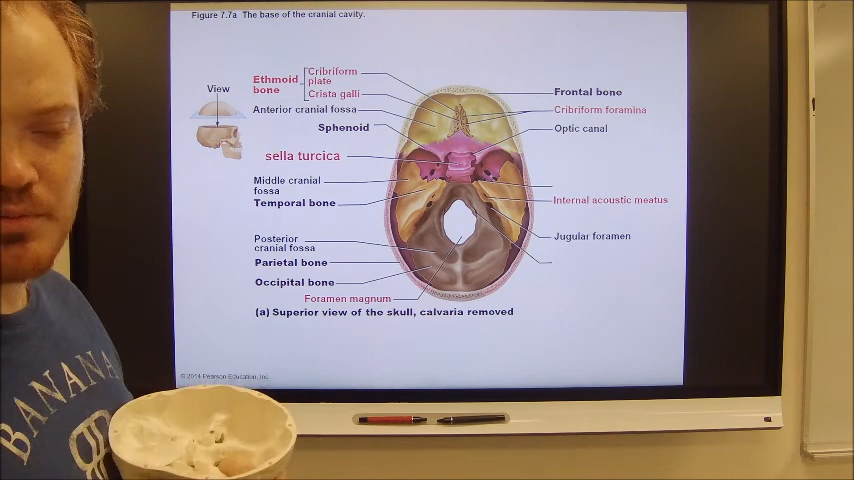 Figure 7.7a The base of the cranial cavity.
View
Ethmoid
bone
Cribriform
plate
Crista galli
Anterior cranial fossa
Sphenoid
sella turcica
Middle cranial
fossa
Temporal bone
Posterior
cranial fossa
Parietal bone
Occipital bone
Foramen magnum
Frontal bone
Cribriform foramina
Optic canal
Internal acoustic meatus
Jugular foramen
(a) Superior view of the skull, calvaria removed
© 2014 Pearson Education, Inc.
BANANA